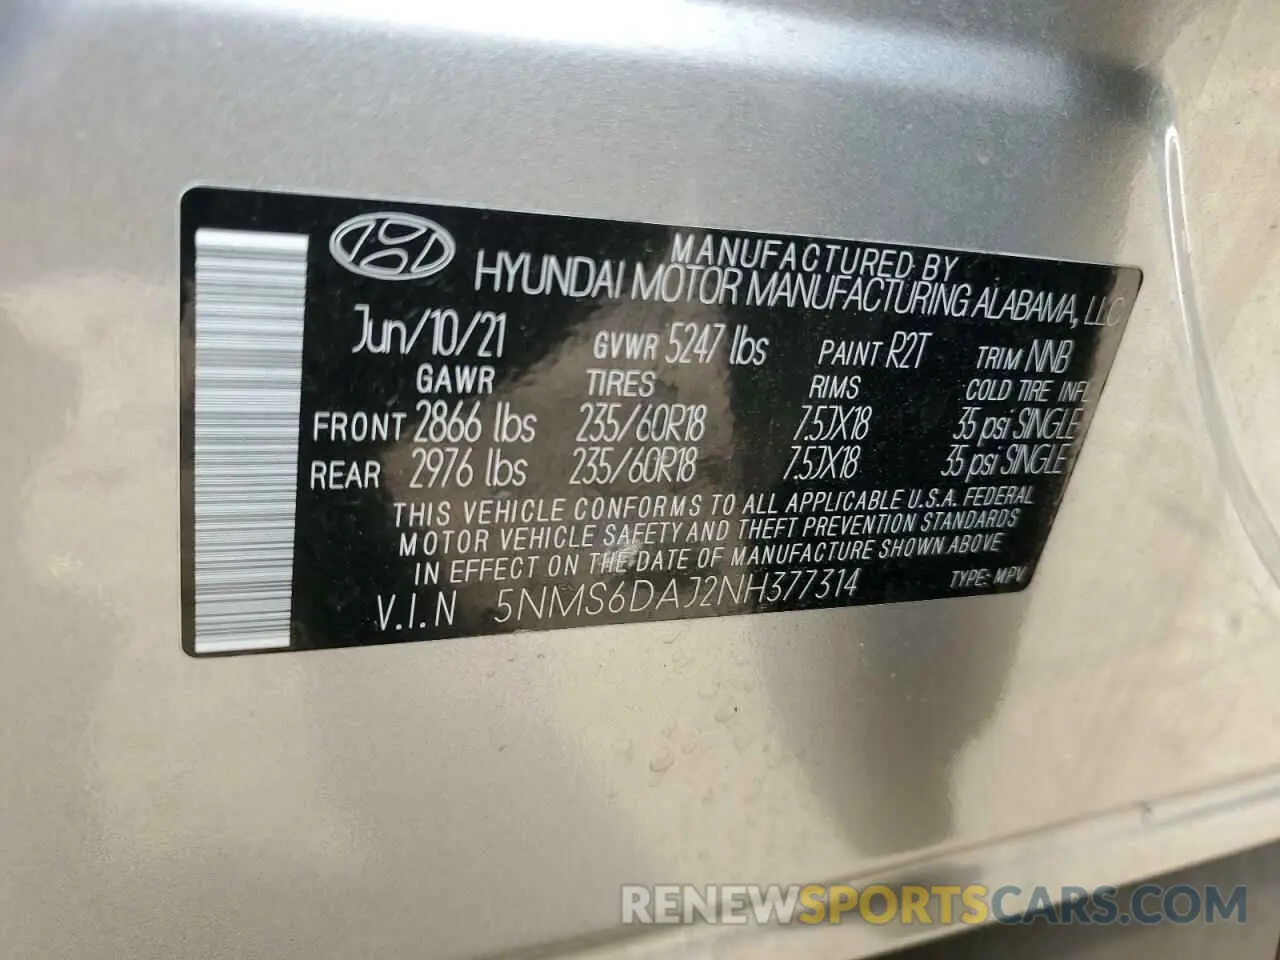 MANUFACTURED BY
HYUNDAI MOTOR MANUFACTURING ALABAMA, LLC
Jun/10/21 GVWR 5247 lbs PAINT R2T TRIM NNB
GAWR TIRES RIMS COLD TIRE INFL
FRONT 2866 lbs 235/60R18 7.5JX18 35 psi SINGLE
REAR 2976 lbs 235/60R18 7.5JX18 35 psi SINGLE
THIS VEHICLE CONFORMS TO ALL APPLICABLE U.S.A. FEDERAL
MOTOR VEHICLE SAFETY AND THEFT PREVENTION STANDARDS
IN EFFECT ON THE DATE OF MANUFACTURE SHOWN ABOVE
V.I.N 5NMS6DAJ2NH377314 TYPE: MPV
RENEWSPORTSCARS.COM